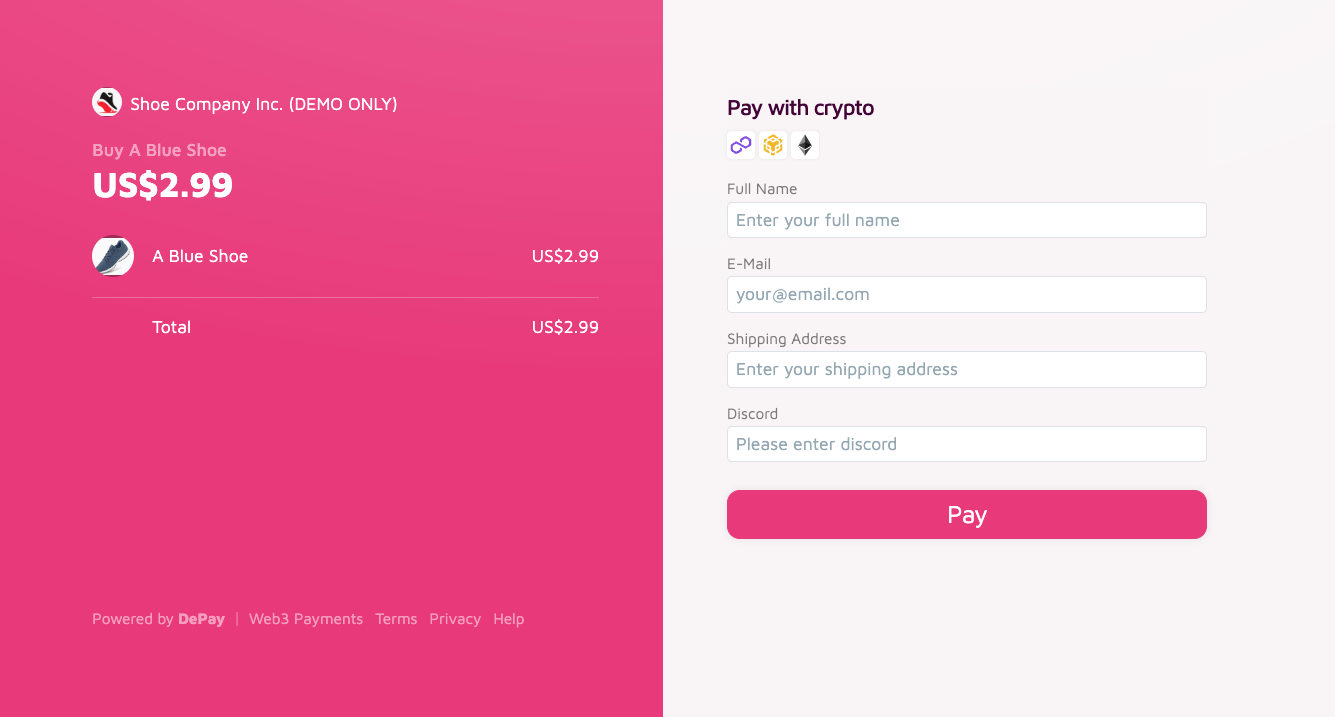 Shoe Company Inc. (DEMO ONLY)
Buy A Blue Shoe
US$2.99
A Blue Shoe US$2.99
Total US$2.99
Powered by DePay | Web3 Payments Terms Privacy Help
Pay with crypto
Full Name
Enter your full name
E-Mail
your@email.com
Shipping Address
Enter your shipping address
Discord
Please enter discord
Pay